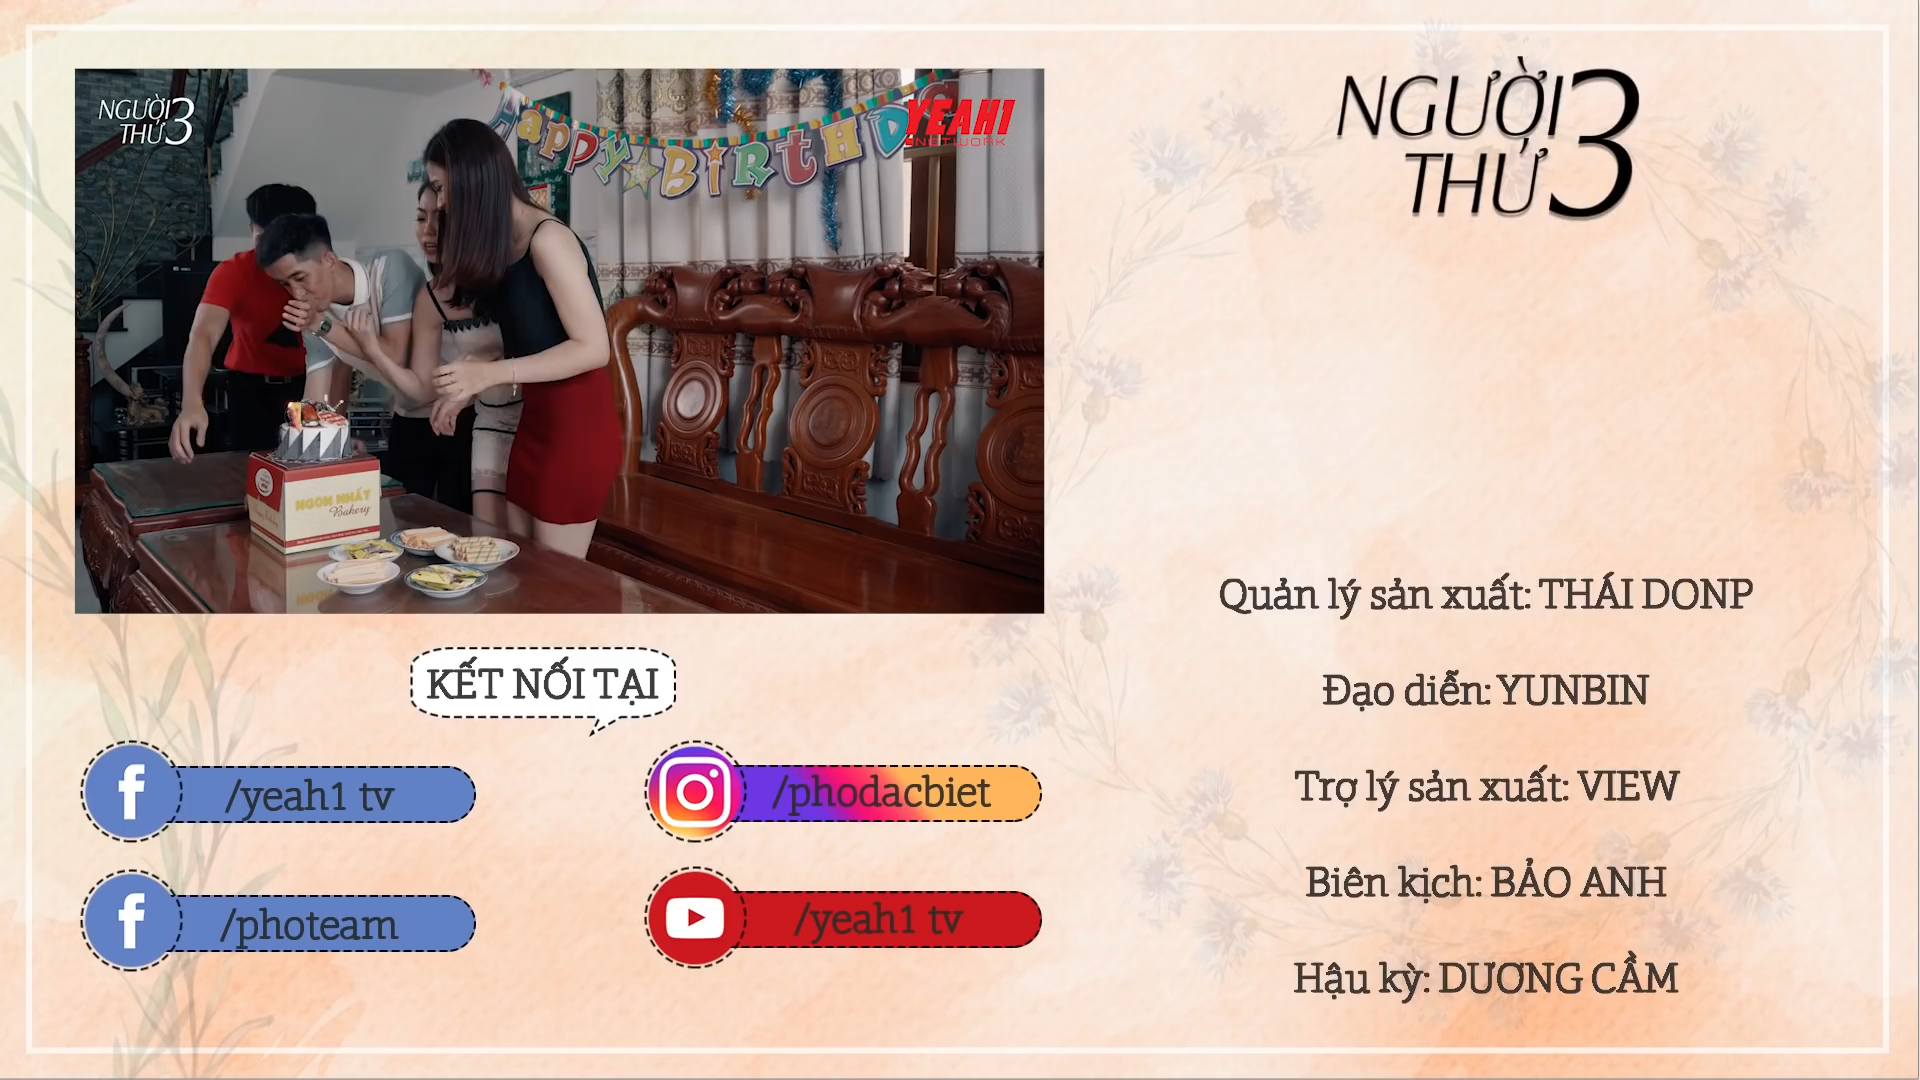 NGƯỜI
THỨ 3
HAPPY BIRTHD
YEAH1
NETWORK
NGON NHẤT
Bakery
NGƯỜI
THỨ 3
KẾT NỐI TẠI
/yeah1 tv
/phodacbiet
/photeam
/yeah1 tv
Quản lý sản xuất: THÁI DONP
Đạo diễn: YUNBIN
Trợ lý sản xuất: VIEW
Biên kịch: BẢO ANH
Hậu kỳ: DƯƠNG CẦM